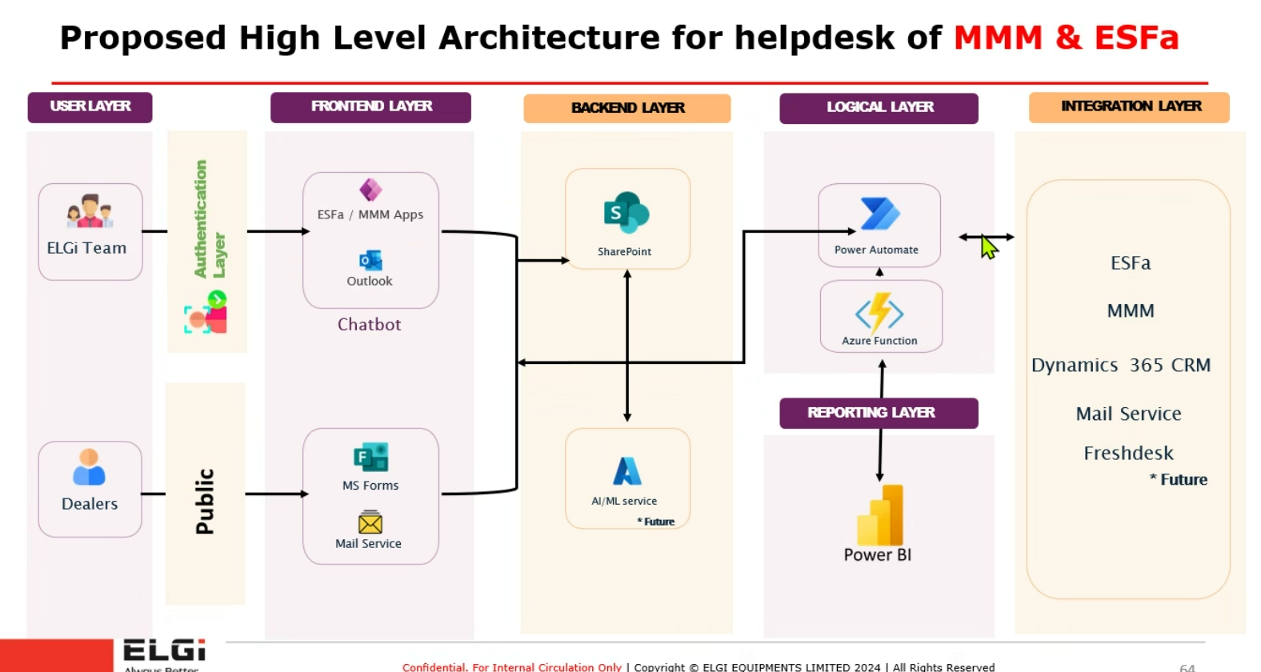 Proposed High Level Architecture for helpdesk of MMM & ESFa
USER LAYER
FRONTEND LAYER
BACKEND LAYER
LOGICAL LAYER
INTEGRATION LAYER
Authentication
Layer
ELGi Team
ESFa / MMM Apps
Outlook
Chatbot
S
SharePoint
Power Automate
Azure Function
ESFa
MMM
Dynamics 365 CRM
Mail Service
Freshdesk
* Future
REPORTING LAYER
Dealers
Public
F
MS Forms
Mail Service
AI/ML service
* Future
Power BI
ELGi
Always Better.
Confidential. For Internal Circulation Only | Copyright © ELGI EQUIPMENTS LIMITED 2024 | All Rights Reserved
64